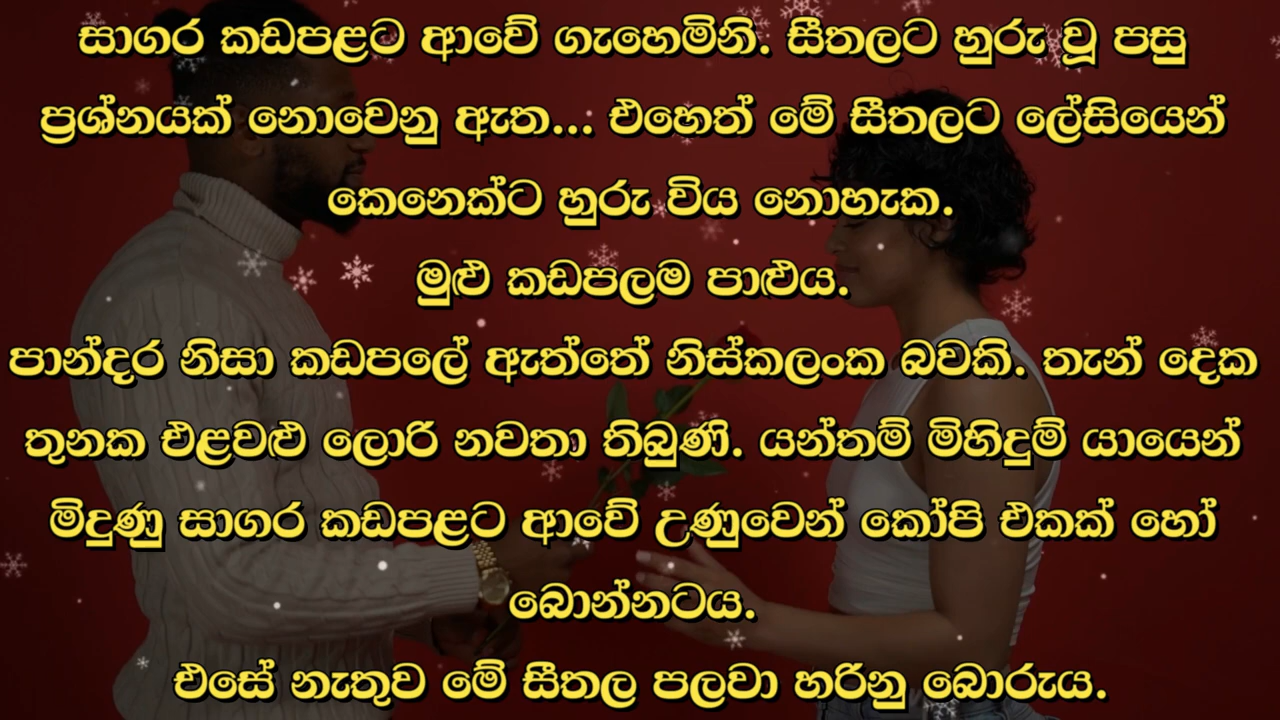 සාගර කඩපළට ආවේ ගැහෙමිනි. සීතලට හුරු වූ පසු
ප්‍රශ්නයක් නොවෙනු ඇත... එහෙත් මේ සීතලට ලේසියෙන්
කෙනෙක්ට හුරු විය නොහැක.
මුළු කඩපලම පාළුය.
පාන්දර නිසා කඩපලේ ඇත්තේ නිස්කලංක බවකි. තැන් දෙක
තුනක එළවළු ලොරි නවතා තිබුණි. යන්තම් මිහිදුම් යායෙන්
මිදුණු සාගර කඩපළට ආවේ උණුවෙන් කෝපි එකක් හෝ
බොන්නටය.
එසේ නැතුව මේ සීතල පලවා හරිනු බොරුය.